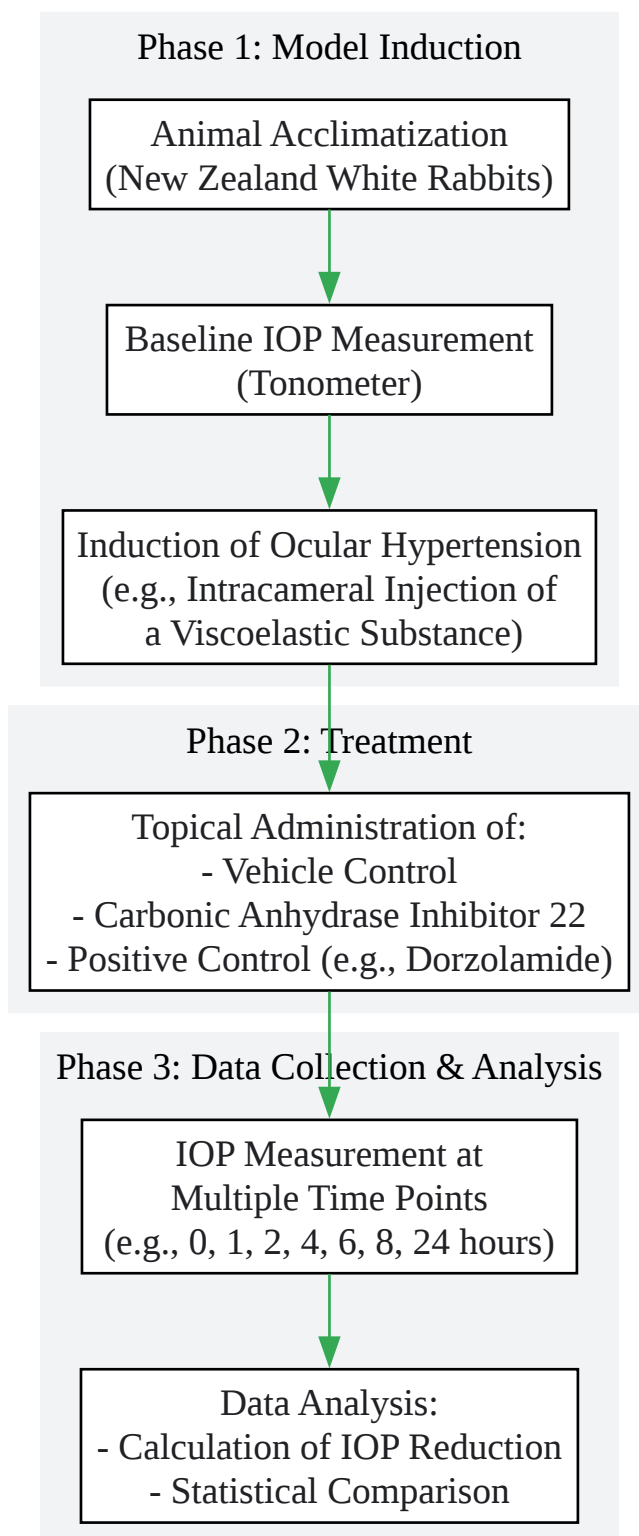 Phase 1: Model Induction
Animal Acclimatization
(New Zealand White Rabbits)
Baseline IOP Measurement
(Tonometer)
Induction of Ocular Hypertension
(e.g., Intracameral Injection of
a Viscoelastic Substance)
Phase 2: Treatment
Topical Administration of:
- Vehicle Control
- Carbonic Anhydrase Inhibitor 22
- Positive Control (e.g., Dorzolamide)
Phase 3: Data Collection & Analysis
IOP Measurement at
Multiple Time Points
(e.g., 0, 1, 2, 4, 6, 8, 24 hours)
Data Analysis:
- Calculation of IOP Reduction
- Statistical Comparison